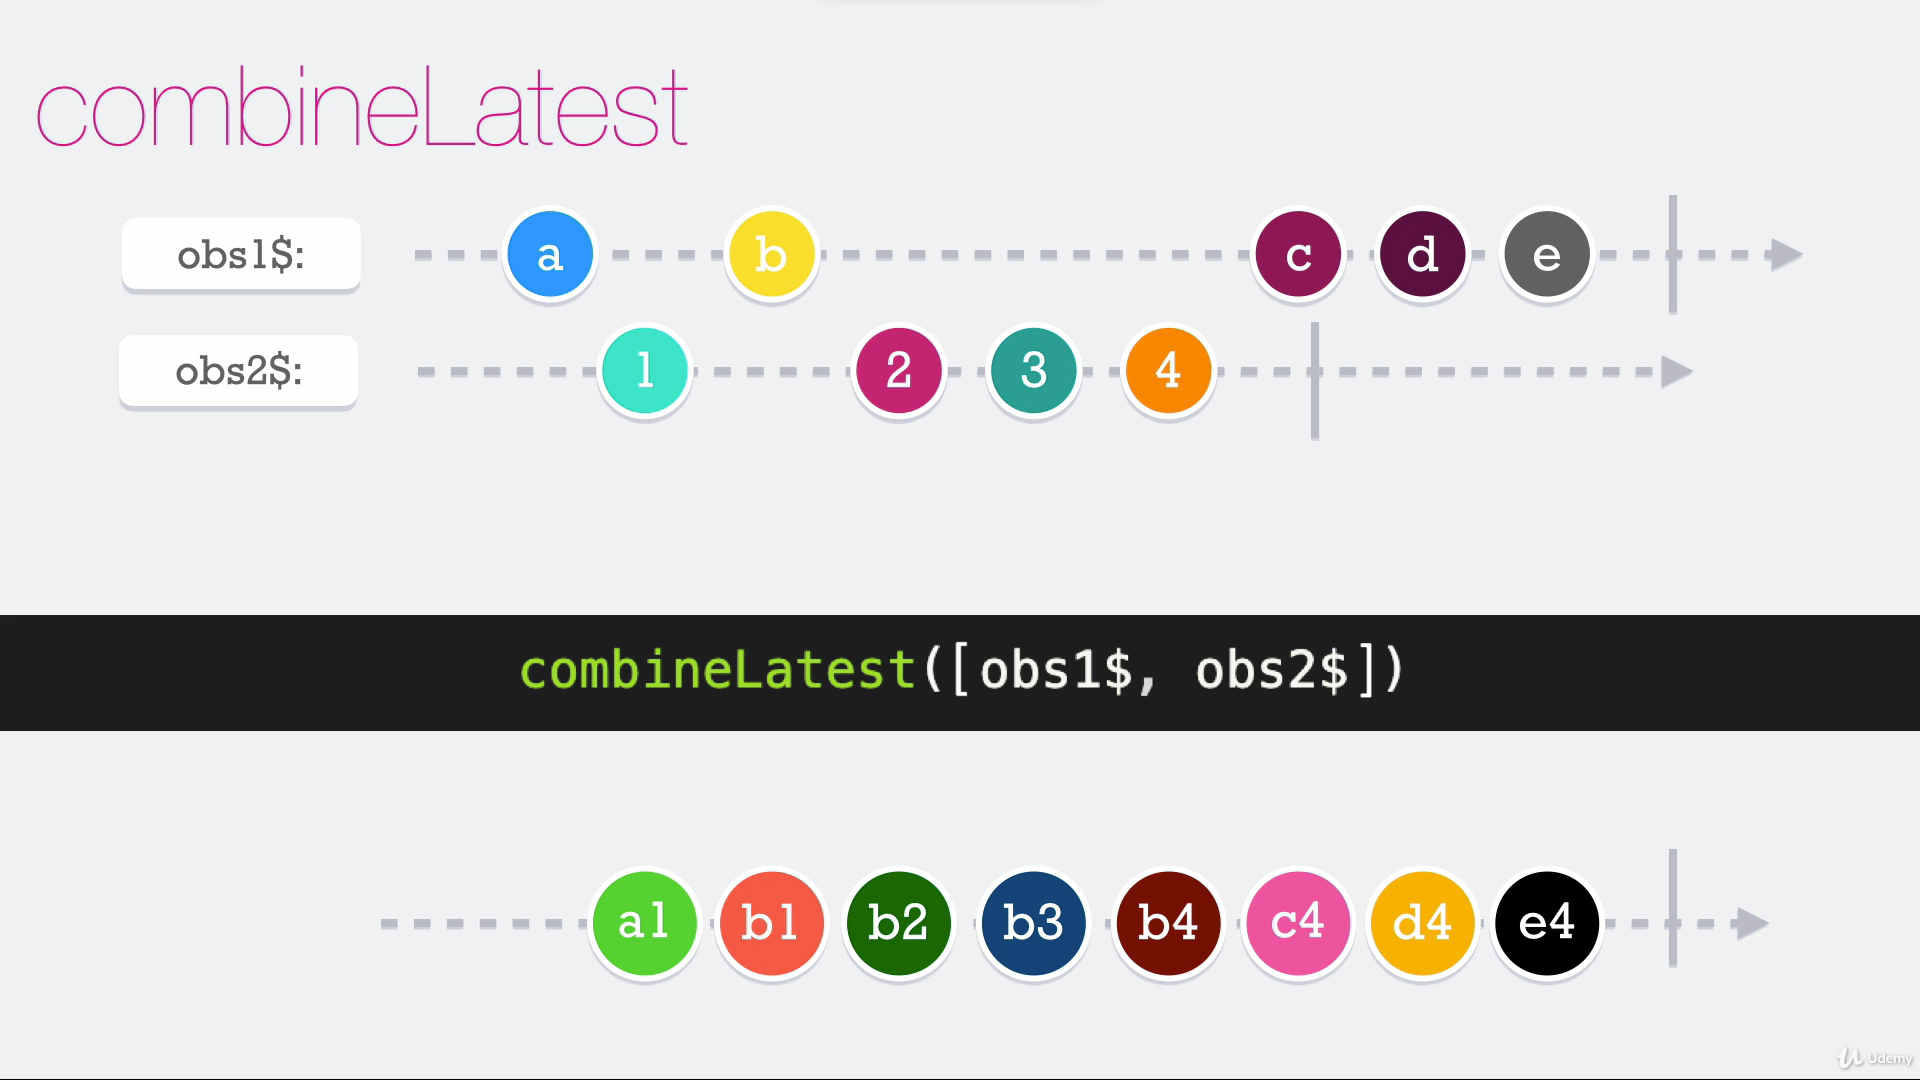 combineLatest
obs1$:
a b c d e
obs2$:
1 2 3 4
combineLatest([obs1$, obs2$])
a1 b1 b2 b3 b4 c4 d4 e4
Udemy